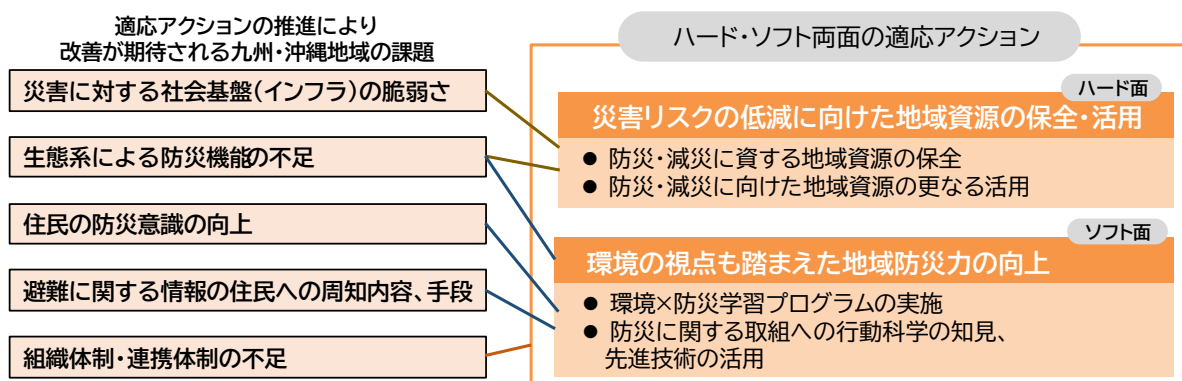 適応アクションの推進により
改善が期待される九州・沖縄地域の課題
災害に対する社会基盤(インフラ)の脆弱さ
生態系による防災機能の不足
住民の防災意識の向上
避難に関する情報の住民への周知内容、手段
組織体制・連携体制の不足
ハード・ソフト両面の適応アクション
ハード面
災害リスクの低減に向けた地域資源の保全・活用
● 防災・減災に資する地域資源の保全
● 防災・減災に向けた地域資源の更なる活用
ソフト面
環境の視点も踏まえた地域防災力の向上
● 環境×防災学習プログラムの実施
● 防災に関する取組への行動科学の知見、
先進技術の活用